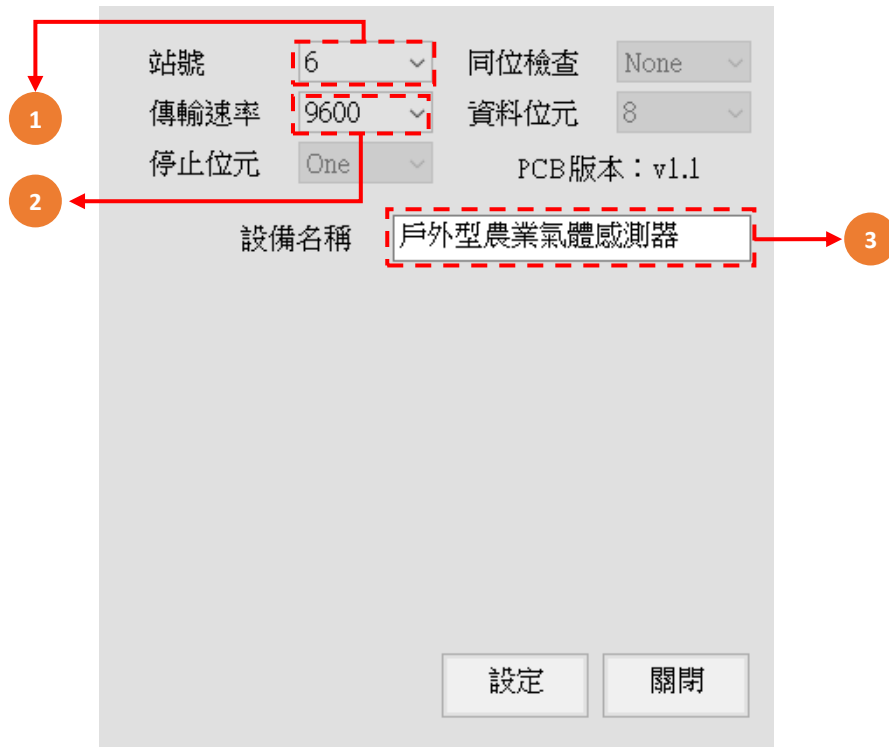 站號 6 同位檢查 None
1
傳輸速率 9600 資料位元 8
停止位元 One PCB版本：v1.1
2
設備名稱 戶外型農業氣體感測器
3
設定 關閉